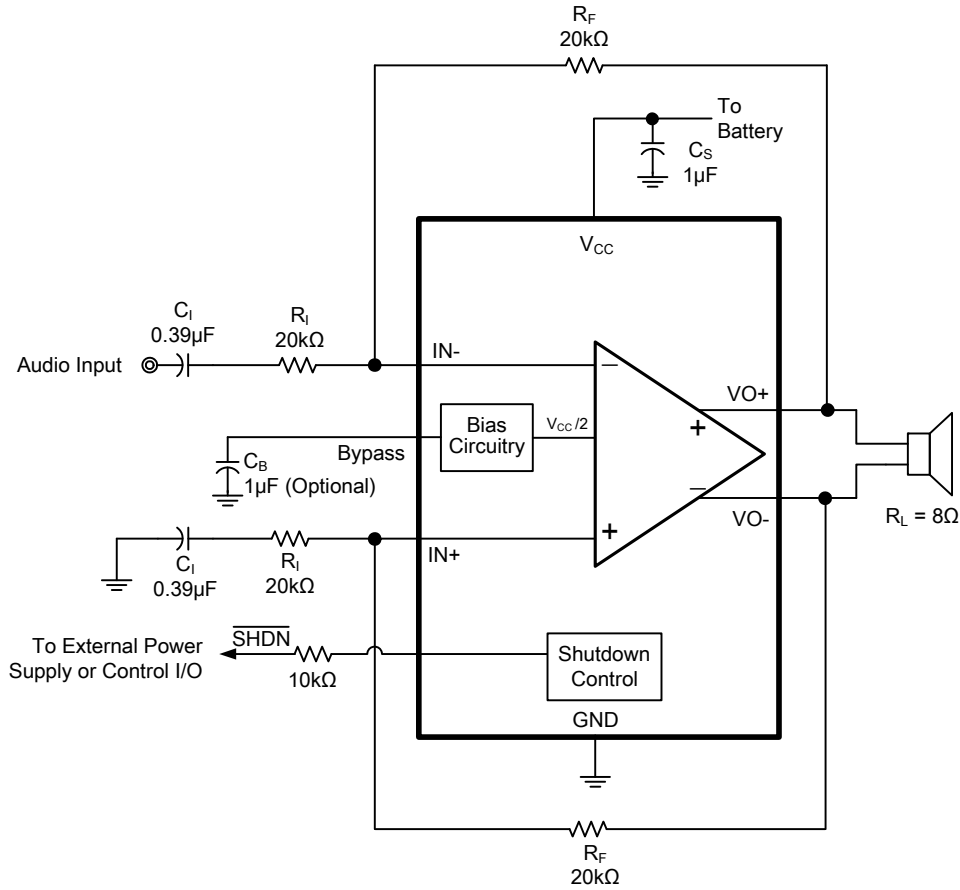 R_F
20kΩ
To
Battery
C_S
1µF
V_CC
C_I
0.39µF
R_I
20kΩ
Audio Input
IN-
−
VO+
+
Bias
Circuitry
V_CC/2
Bypass
C_B
1µF (Optional)
−
VO-
R_L = 8Ω
+
IN+
C_I
0.39µF
R_I
20kΩ
SHDN
To External Power
Supply or Control I/O
10kΩ
Shutdown
Control
GND
R_F
20kΩ